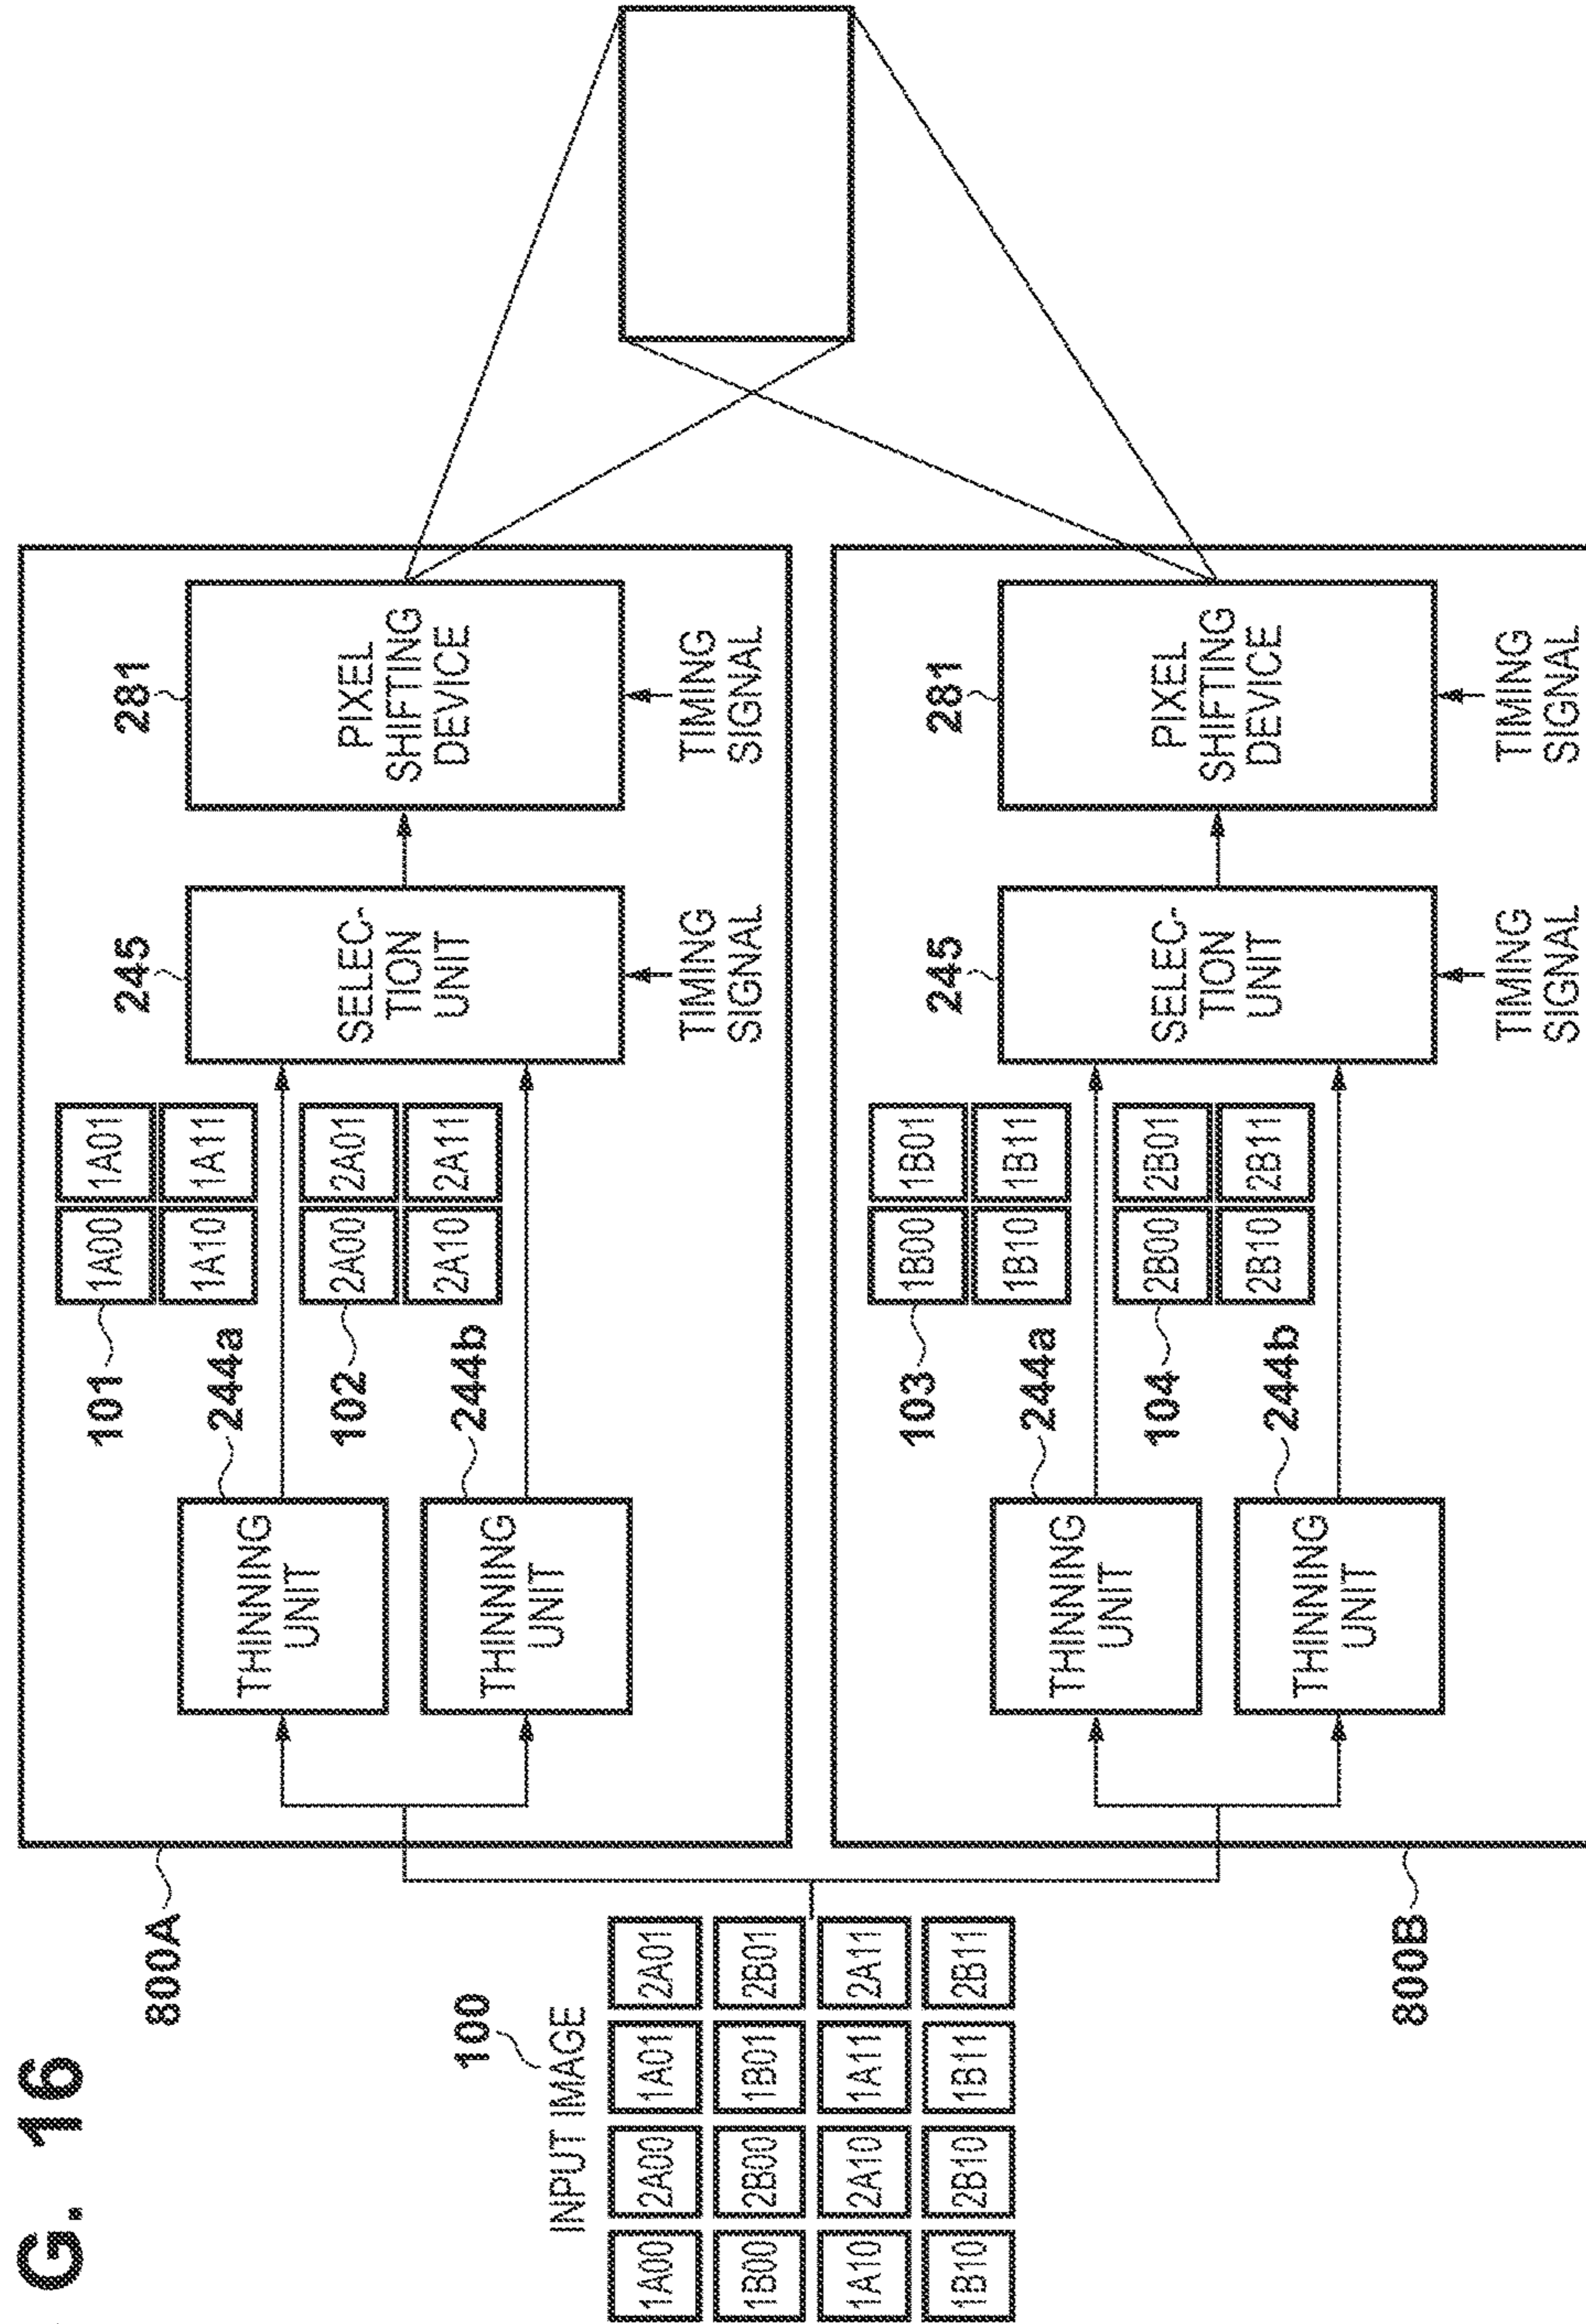 G. 16
800A
101
1A00 1A01
1A10 1A11
244a
THINNING
UNIT
102
2A00 2A01
2A10 2A11
244b
THINNING
UNIT
245
SELEC-
TION
UNIT
TIMING
SIGNAL
281
PIXEL
SHIFTING
DEVICE
TIMING
SIGNAL
100
INPUT IMAGE
1A00 2A00 1A01 2A01
1B00 2B00 1B01 2B01
1A10 2A10 1A11 2A11
1B10 2B10 1B11 2B11
103
1B00 1B01
1B10 1B11
244a
THINNING
UNIT
104
2B00 2B01
2B10 2B11
244b
THINNING
UNIT
245
SELEC-
TION
UNIT
TIMING
SIGNAL
281
PIXEL
SHIFTING
DEVICE
TIMING
SIGNAL
800B